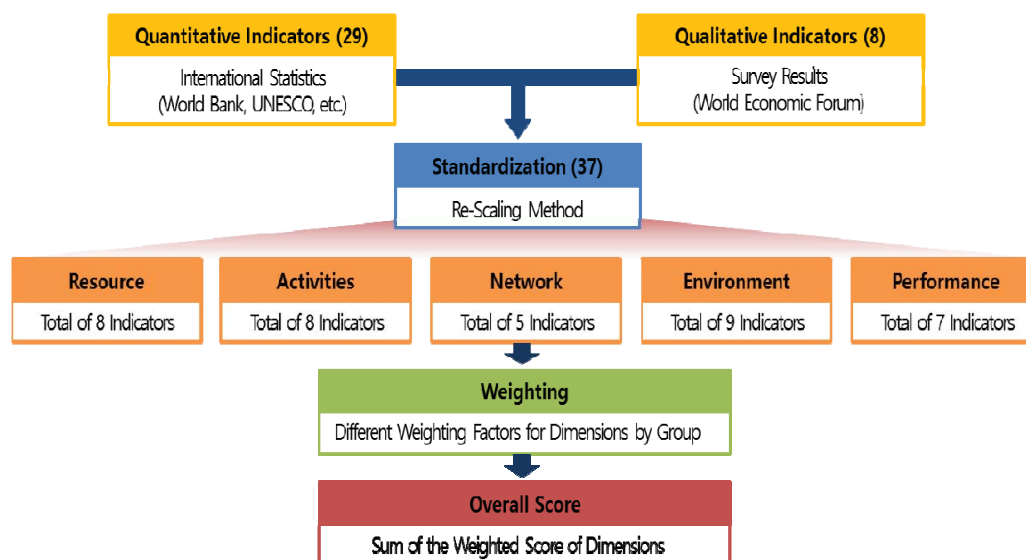 Quantitative Indicators (29)
International Statistics
(World Bank, UNESCO, etc.)
Qualitative Indicators (8)
Survey Results
(World Economic Forum)
Standardization (37)
Re-Scaling Method
Resource
Total of 8 Indicators
Activities
Total of 8 Indicators
Network
Total of 5 Indicators
Environment
Total of 9 Indicators
Performance
Total of 7 Indicators
Weighting
Different Weighting Factors for Dimensions by Group
Overall Score
Sum of the Weighted Score of Dimensions